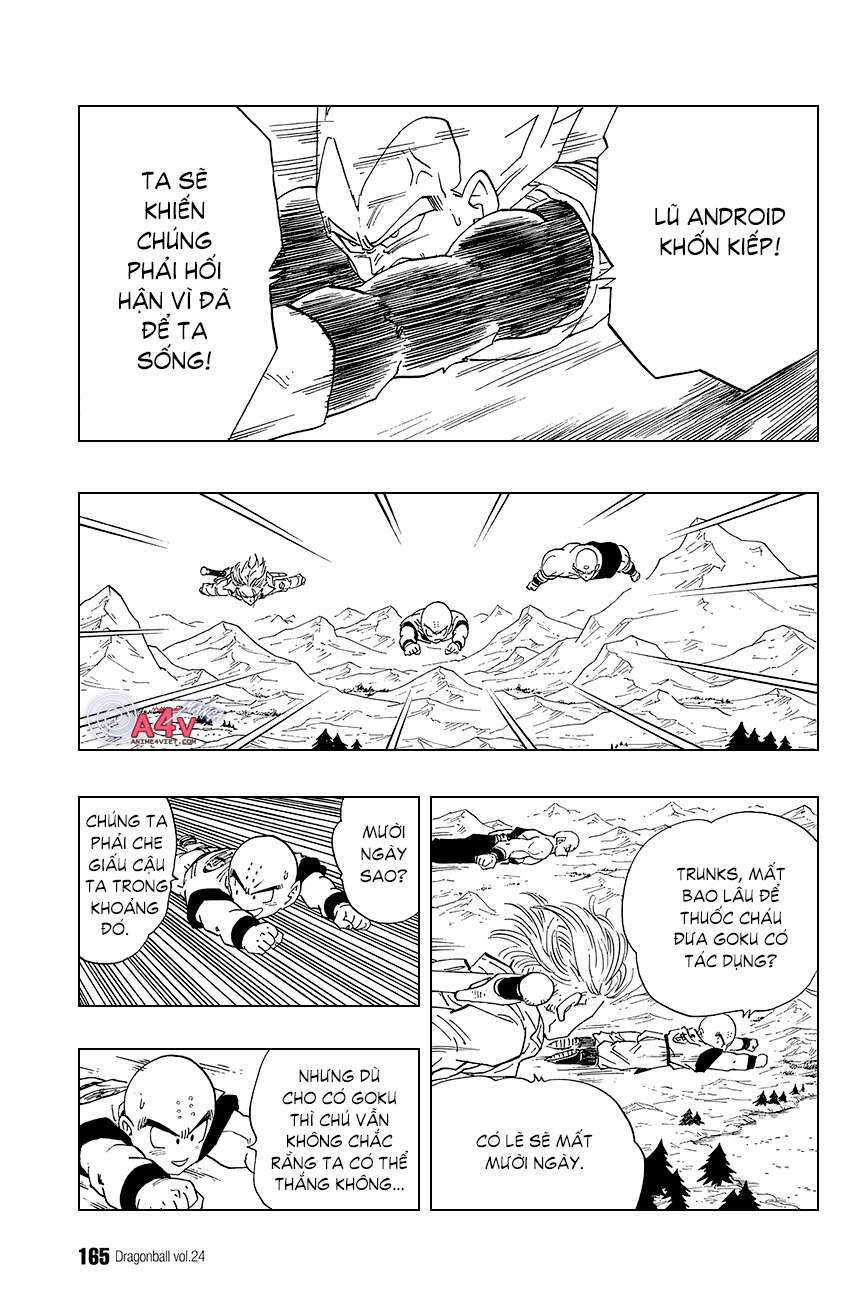 LŨ ANDROID
KHỐN KIẾP!
TA SẼ
KHIẾN
CHÚNG
PHẢI HỐI
HẬN VÌ ĐÃ
ĐỂ TA
SỐNG!
A4V
ANIME4VIET.COM
TRUNKS, MẤT
BAO LÂU ĐỂ
THUỐC CHÁU
ĐƯA GOKU CÓ
TÁC DỤNG?
CÓ LẼ SẼ MẤT
MƯỜI NGÀY.
MƯỜI
NGÀY
SAO?
CHÚNG TA
PHẢI CHE
GIẤU CẬU
TA TRONG
KHOẢNG
ĐÓ.
NHƯNG DÙ
CHO CÓ GOKU
THÌ CHÚ VẪN
KHÔNG CHẮC
RẰNG TA CÓ THỂ
THẮNG KHÔNG...
165 Dragonball vol.24